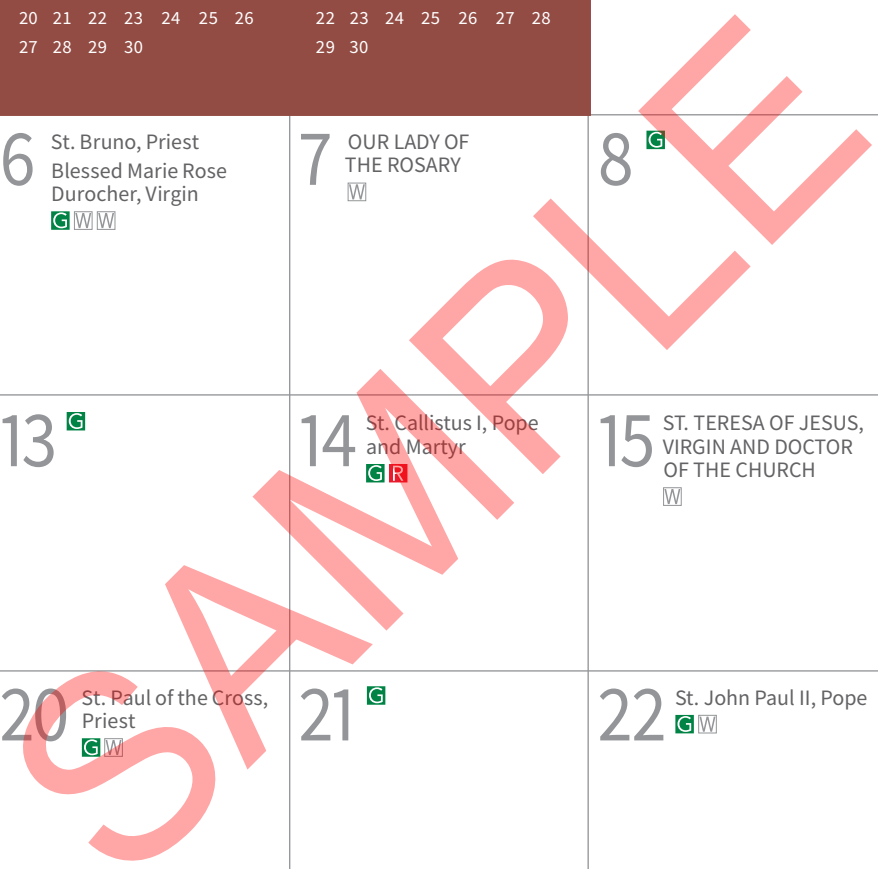 20 21 22 23 24 25 26
27 28 29 30
22 23 24 25 26 27 28
29 30
6 St. Bruno, Priest
Blessed Marie Rose
Durocher, Virgin
G W W
7 OUR LADY OF
THE ROSARY
W
8 G
13 G
14 St. Callistus I, Pope
and Martyr
G R
15 ST. TERESA OF JESUS,
VIRGIN AND DOCTOR
OF THE CHURCH
W
20 St. Paul of the Cross,
Priest
G W
21 G
22 St. John Paul II, Pope
G W
SAMPLE